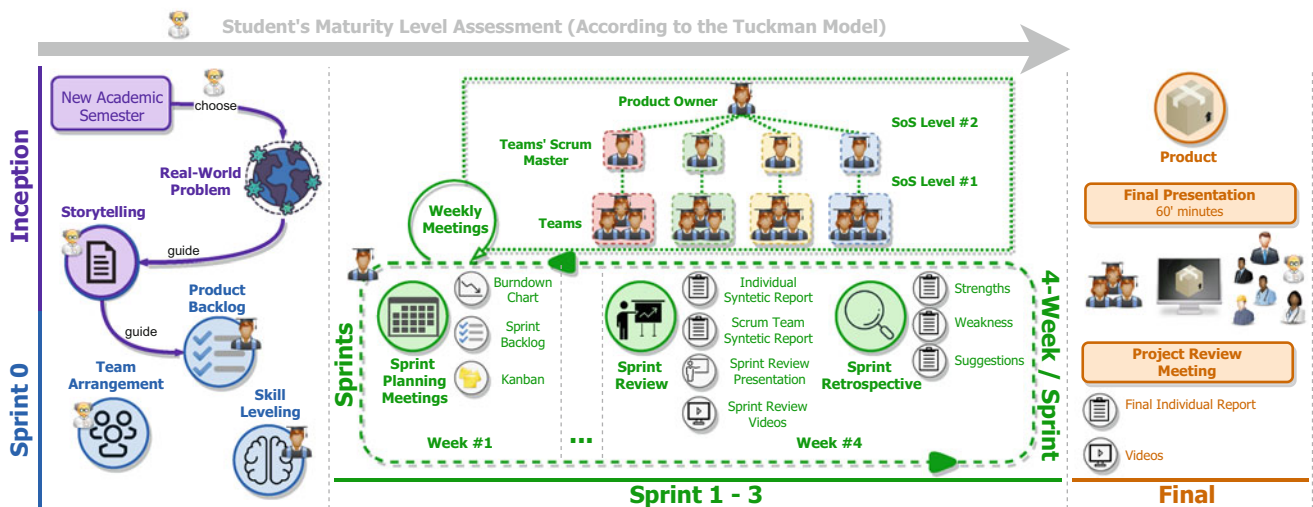 Student's Maturity Level Assessment (According to the Tuckman Model)
Inception
Sprint 0
New Academic
Semester
choose
Real-World
Problem
Storytelling
guide
Product
Backlog
guide
Team
Arrangement
Skill
Leveling
Product Owner
SoS Level #2
Teams' Scrum
Master
SoS Level #1
Teams
Weekly
Meetings
Sprints
Sprint
Planning
Meetings
Burndown
Chart
Sprint
Backlog
Kanban
Week #1
...
Sprint
Review
Individual
Syntetic Report
Scrum Team
Syntetic Report
Sprint Review
Presentation
Sprint Review
Videos
Sprint
Retrospective
Strengths
Weakness
Suggestions
Week #4
4-Week / Sprint
Sprint 1 - 3
Product
Final Presentation
60' minutes
Project Review
Meeting
Final Individual Report
Videos
Final